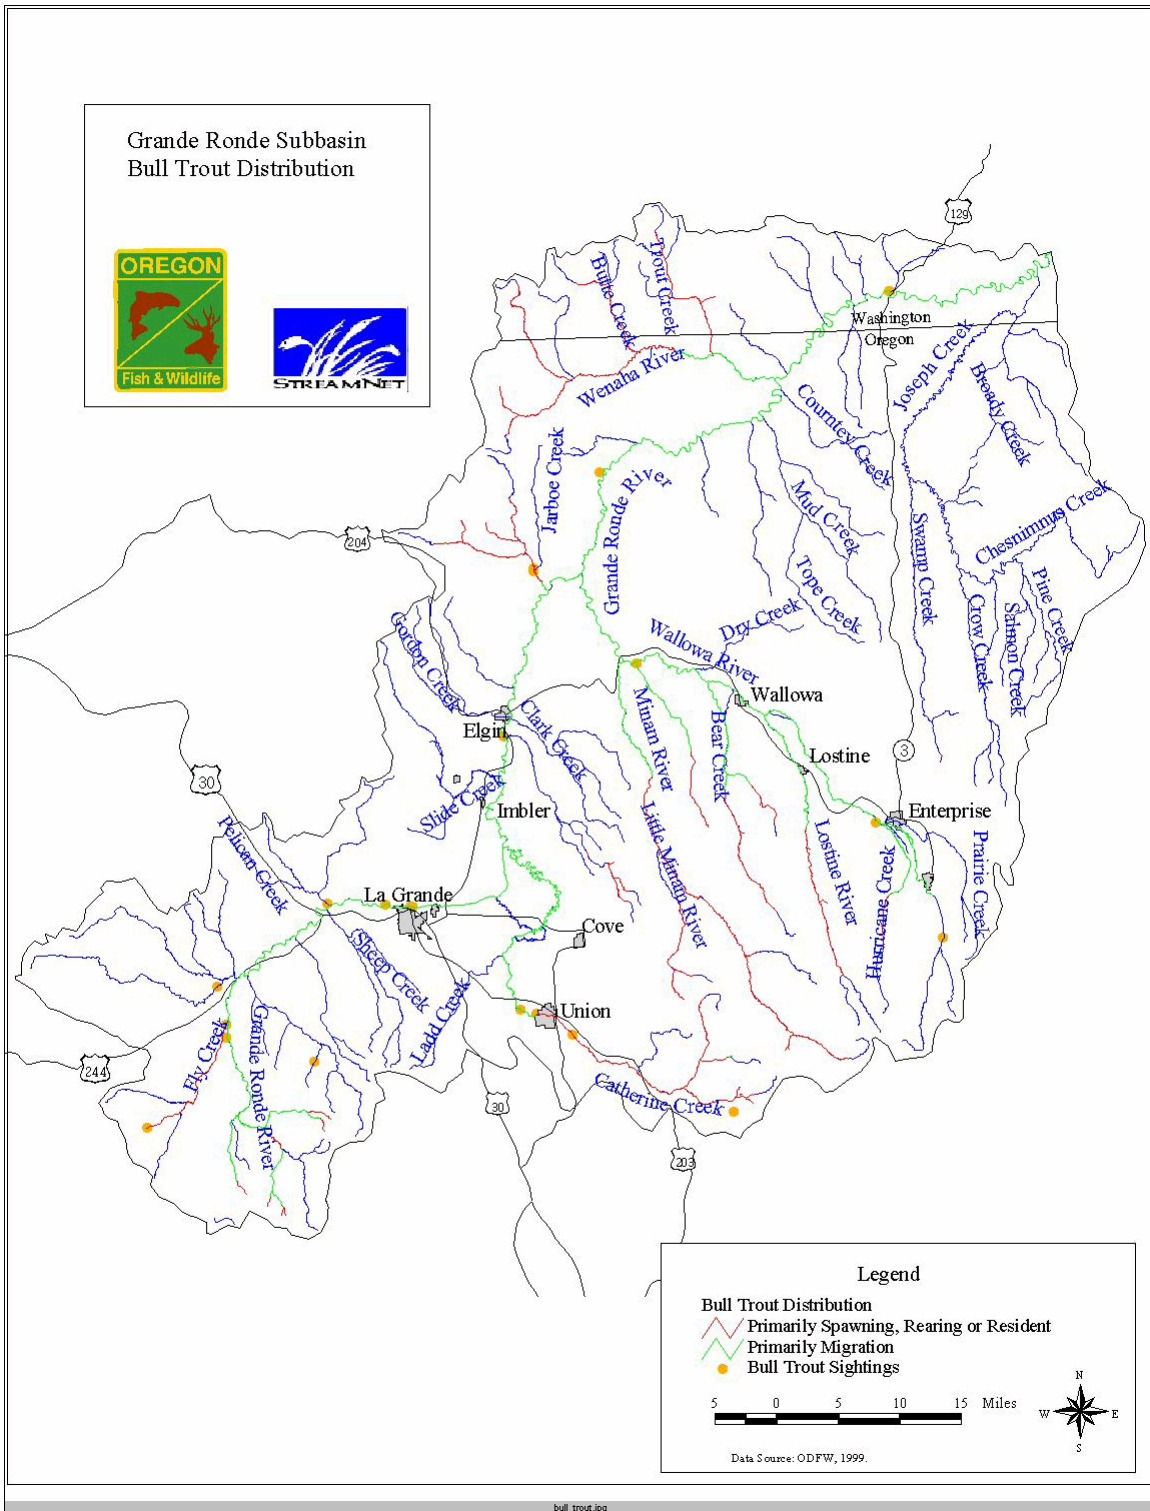 Grande Ronde Subbasin
Bull Trout Distribution
OREGON
Fish & Wildlife
STREAMNET
129
Trout Creek
Butte Creek
Washington
Oregon
Wenaha River
Joseph Creek
Broady Creek
Courntey Creek
Jarboe Creek
Grande Ronde River
Mud Creek
Chesnimnus Creek
Swamp Creek
204
Tope Creek
Dry Creek
Pine Creek
Salmon Creek
Crow Creek
Gordon Creek
Wallowa River
Wallowa
Minam River
Bear Creek
Elgin
Clark Creek
Lostine
3
30
Slide Creek
Imbler
Enterprise
Pelican Creek
Little Minam River
Lostine River
Hurricane Creek
Prairie Creek
La Grande
Cove
Sheep Creek
Ladd Creek
Union
Fly Creek
Grande Ronde River
244
Catherine Creek
30
203
Legend
Bull Trout Distribution
Primarily Spawning, Rearing or Resident
Primarily Migration
Bull Trout Sightings
5 0 5 10 15 Miles
N
W E
S
Data Source: ODFW, 1999.
bull_trout.jpg